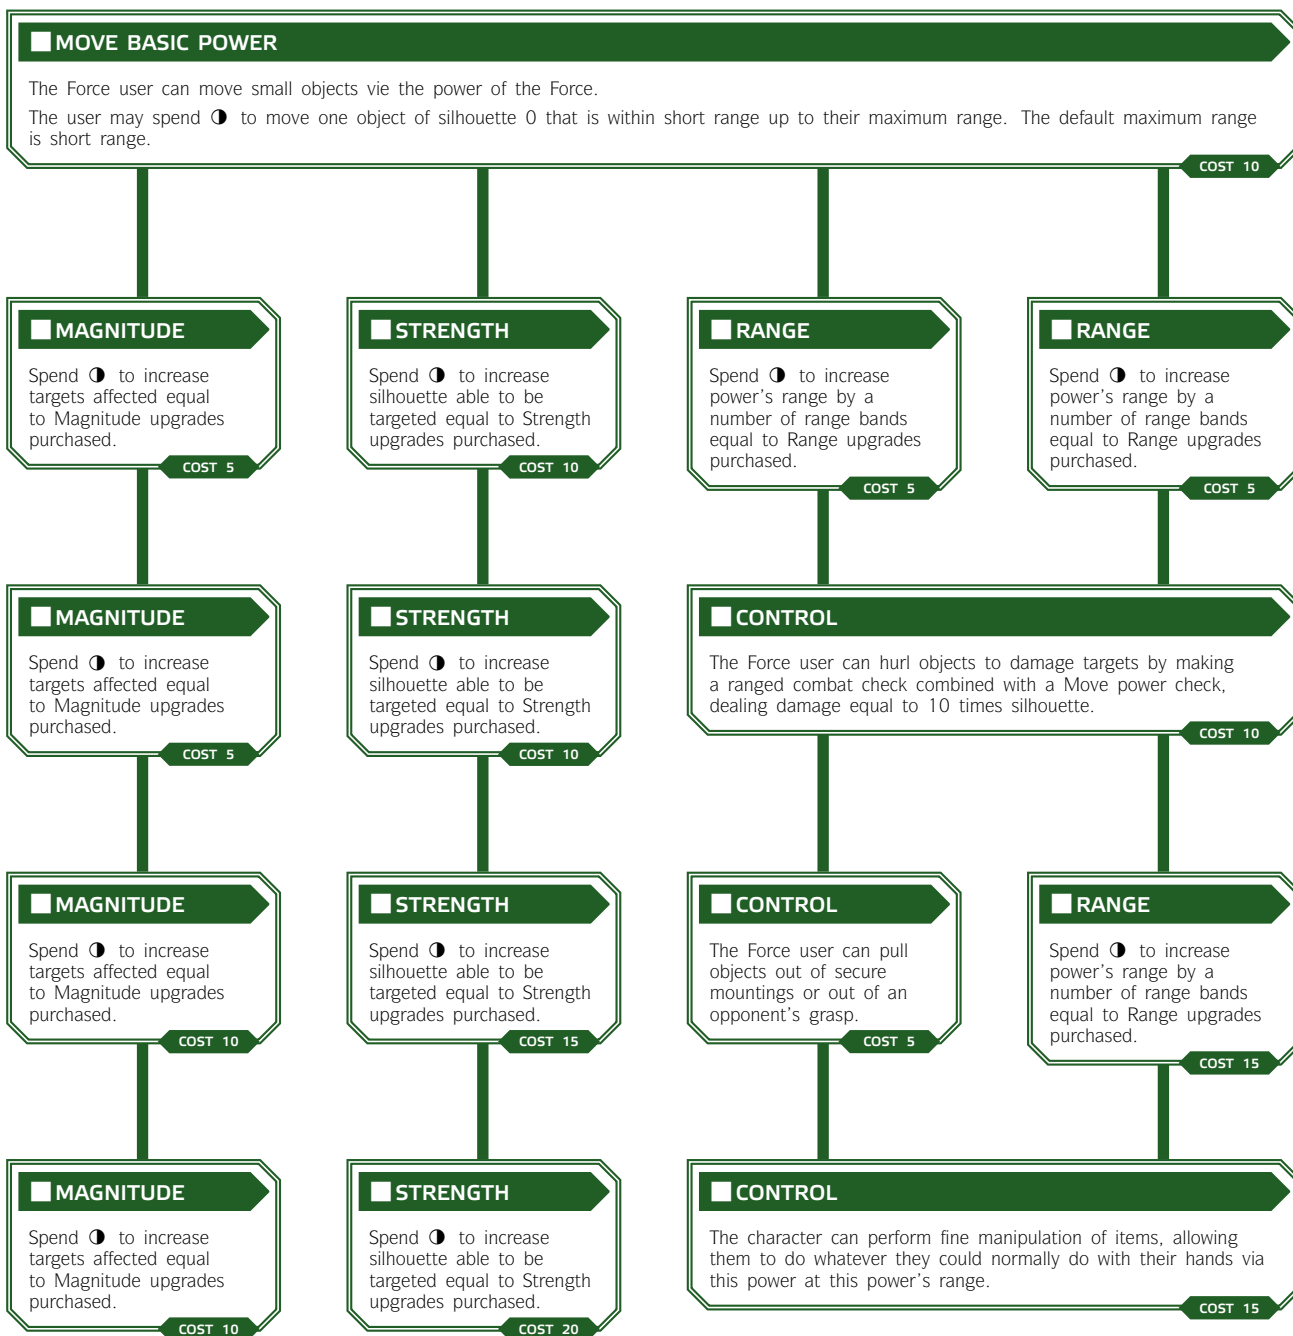 MOVE BASIC POWER
The Force user can move small objects vie the power of the Force.
The user may spend ◑ to move one object of silhouette 0 that is within short range up to their maximum range. The default maximum range
is short range.
COST 10
MAGNITUDE
Spend ◑ to increase
targets affected equal
to Magnitude upgrades
purchased.
COST 5
STRENGTH
Spend ◑ to increase
silhouette able to be
targeted equal to Strength
upgrades purchased.
COST 10
RANGE
Spend ◑ to increase
power's range by a
number of range bands
equal to Range upgrades
purchased.
COST 5
RANGE
Spend ◑ to increase
power's range by a
number of range bands
equal to Range upgrades
purchased.
COST 5
MAGNITUDE
Spend ◑ to increase
targets affected equal
to Magnitude upgrades
purchased.
COST 5
STRENGTH
Spend ◑ to increase
silhouette able to be
targeted equal to Strength
upgrades purchased.
COST 10
CONTROL
The Force user can hurl objects to damage targets by making
a ranged combat check combined with a Move power check,
dealing damage equal to 10 times silhouette.
COST 10
MAGNITUDE
Spend ◑ to increase
targets affected equal
to Magnitude upgrades
purchased.
COST 10
STRENGTH
Spend ◑ to increase
silhouette able to be
targeted equal to Strength
upgrades purchased.
COST 15
CONTROL
The Force user can pull
objects out of secure
mountings or out of an
opponent's grasp.
COST 5
RANGE
Spend ◑ to increase
power's range by a
number of range bands
equal to Range upgrades
purchased.
COST 15
MAGNITUDE
Spend ◑ to increase
targets affected equal
to Magnitude upgrades
purchased.
COST 10
STRENGTH
Spend ◑ to increase
silhouette able to be
targeted equal to Strength
upgrades purchased.
COST 20
CONTROL
The character can perform fine manipulation of items, allowing
them to do whatever they could normally do with their hands via
this power at this power's range.
COST 15